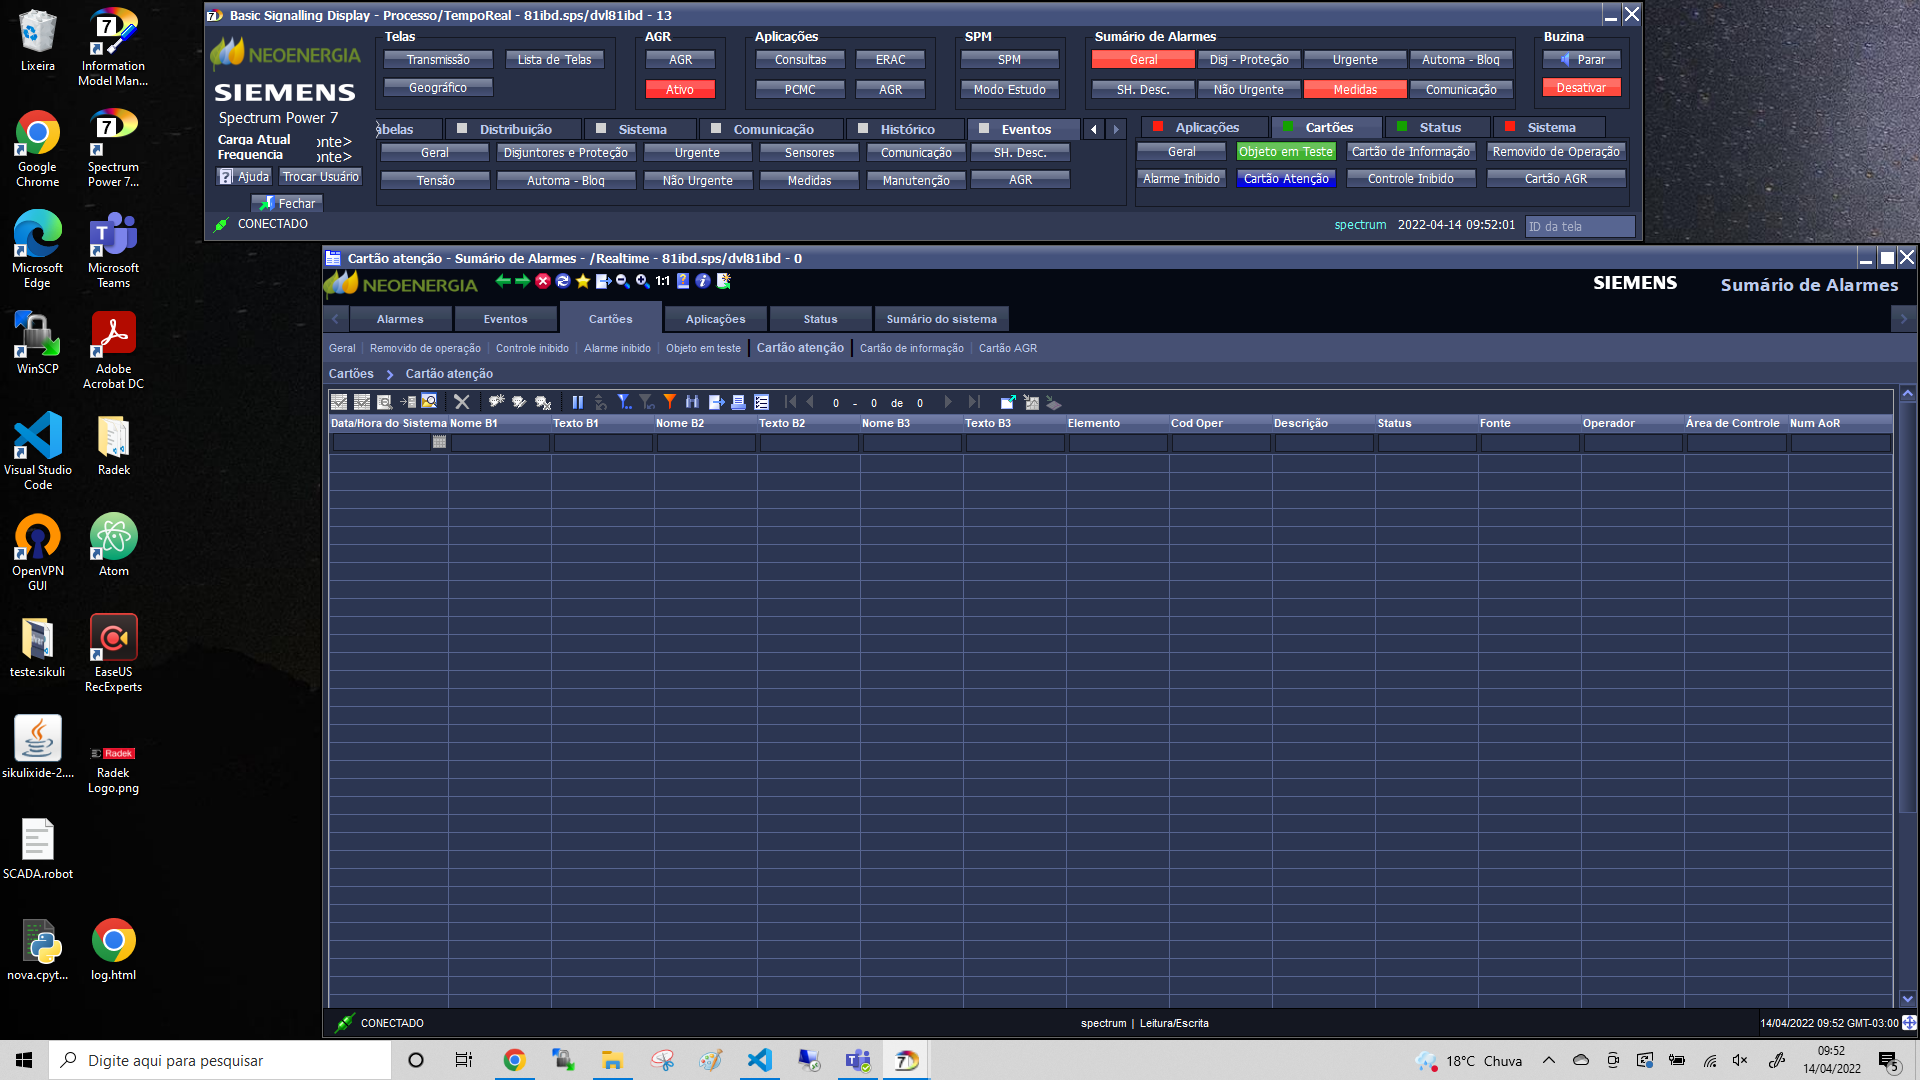 Lixeira
Information
Model Man...
Google
Chrome
Spectrum
Power 7...
Microsoft
Edge
Microsoft
Teams
WinSCP
Adobe
Acrobat DC
Visual Studio
Code
Radek
OpenVPN
GUI
Atom
teste.sikuli
EaseUS
RecExperts
sikulixide-2....
Radek
Radek
Logo.png
SCADA.robot
nova.cpyt...
log.html
Basic Signalling Display - Processo/TempoReal - 81ibd.sps/dvl81ibd - 13
NEOENERGIA
SIEMENS
Spectrum Power 7
Carga Atual onte>
Frequencia onte>
Ajuda Trocar Usuário
Fechar
CONECTADO
Telas
Transmissão Lista de Telas
Geográfico
AGR
AGR
Ativo
Aplicações
Consultas ERAC
PCMC AGR
SPM
SPM
Modo Estudo
Sumário de Alarmes
Geral Disj - Proteção Urgente Automa - Bloq
SH. Desc. Não Urgente Medidas Comunicação
Buzina
Parar
Desativar
abelas Distribuição Sistema Comunicação Histórico Eventos
Geral Disjuntores e Proteção Urgente Sensores Comunicação SH. Desc.
Tensão Automa - Bloq Não Urgente Medidas Manutenção AGR
Aplicações Cartões Status Sistema
Geral Objeto em Teste Cartão de Informação Removido de Operação
Alarme Inibido Cartão Atenção Controle Inibido Cartão AGR
spectrum 2022-04-14 09:52:01 ID da tela
Cartão atenção - Sumário de Alarmes - /Realtime - 81ibd.sps/dvl81ibd - 0
NEOENERGIA 1:1 SIEMENS Sumário de Alarmes
Alarmes Eventos Cartões Aplicações Status Sumário do sistema
Geral Removido de operação Controle inibido Alarme inibido Objeto em teste Cartão atenção Cartão de informação Cartão AGR
Cartões Cartão atenção
0 - 0 de 0
Data/Hora do Sistema Nome B1 Texto B1 Nome B2 Texto B2 Nome B3 Texto B3 Elemento Cod Oper Descrição Status Fonte Operador Área de Controle Num AoR
CONECTADO spectrum | Leitura/Escrita 14/04/2022 09:52 GMT-03:00
Digite aqui para pesquisar
18°C Chuva
09:52
14/04/2022
5